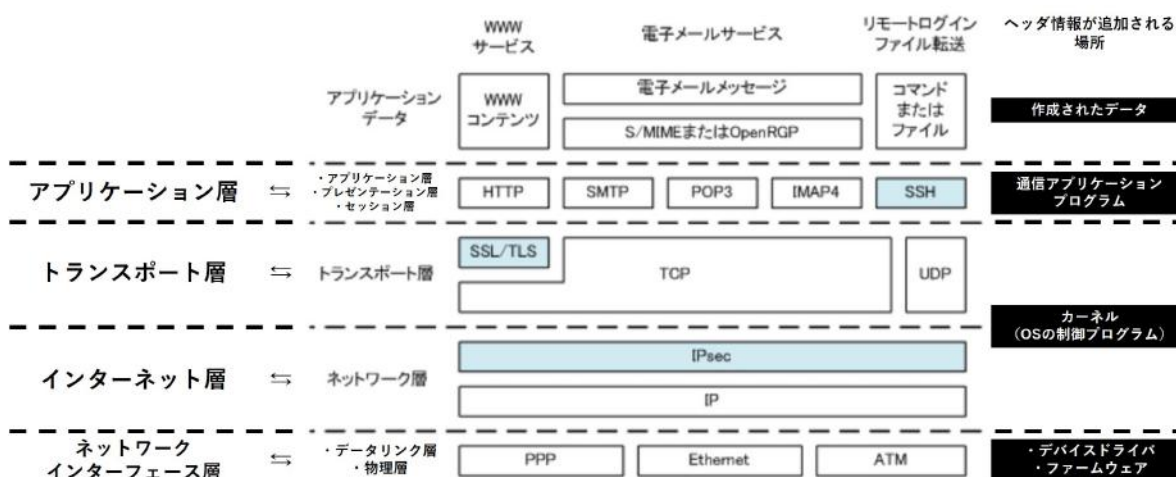 WWW
サービス
電子メールサービス
リモートログイン
ファイル転送
ヘッダ情報が追加される
場所
アプリケーション
データ
WWW
コンテンツ
電子メールメッセージ
S/MIMEまたはOpenRGP
コマンド
または
ファイル
作成されたデータ
アプリケーション層
⇆
・アプリケーション層
・プレゼンテーション層
・セッション層
HTTP
SMTP
POP3
IMAP4
SSH
通信アプリケーション
プログラム
トランスポート層
⇆
トランスポート層
SSL/TLS
TCP
UDP
カーネル
(OSの制御プログラム)
インターネット層
⇆
ネットワーク層
IPsec
IP
ネットワーク
インターフェース層
⇆
・データリンク層
・物理層
PPP
Ethernet
ATM
・デバイスドライバ
・ファームウェア